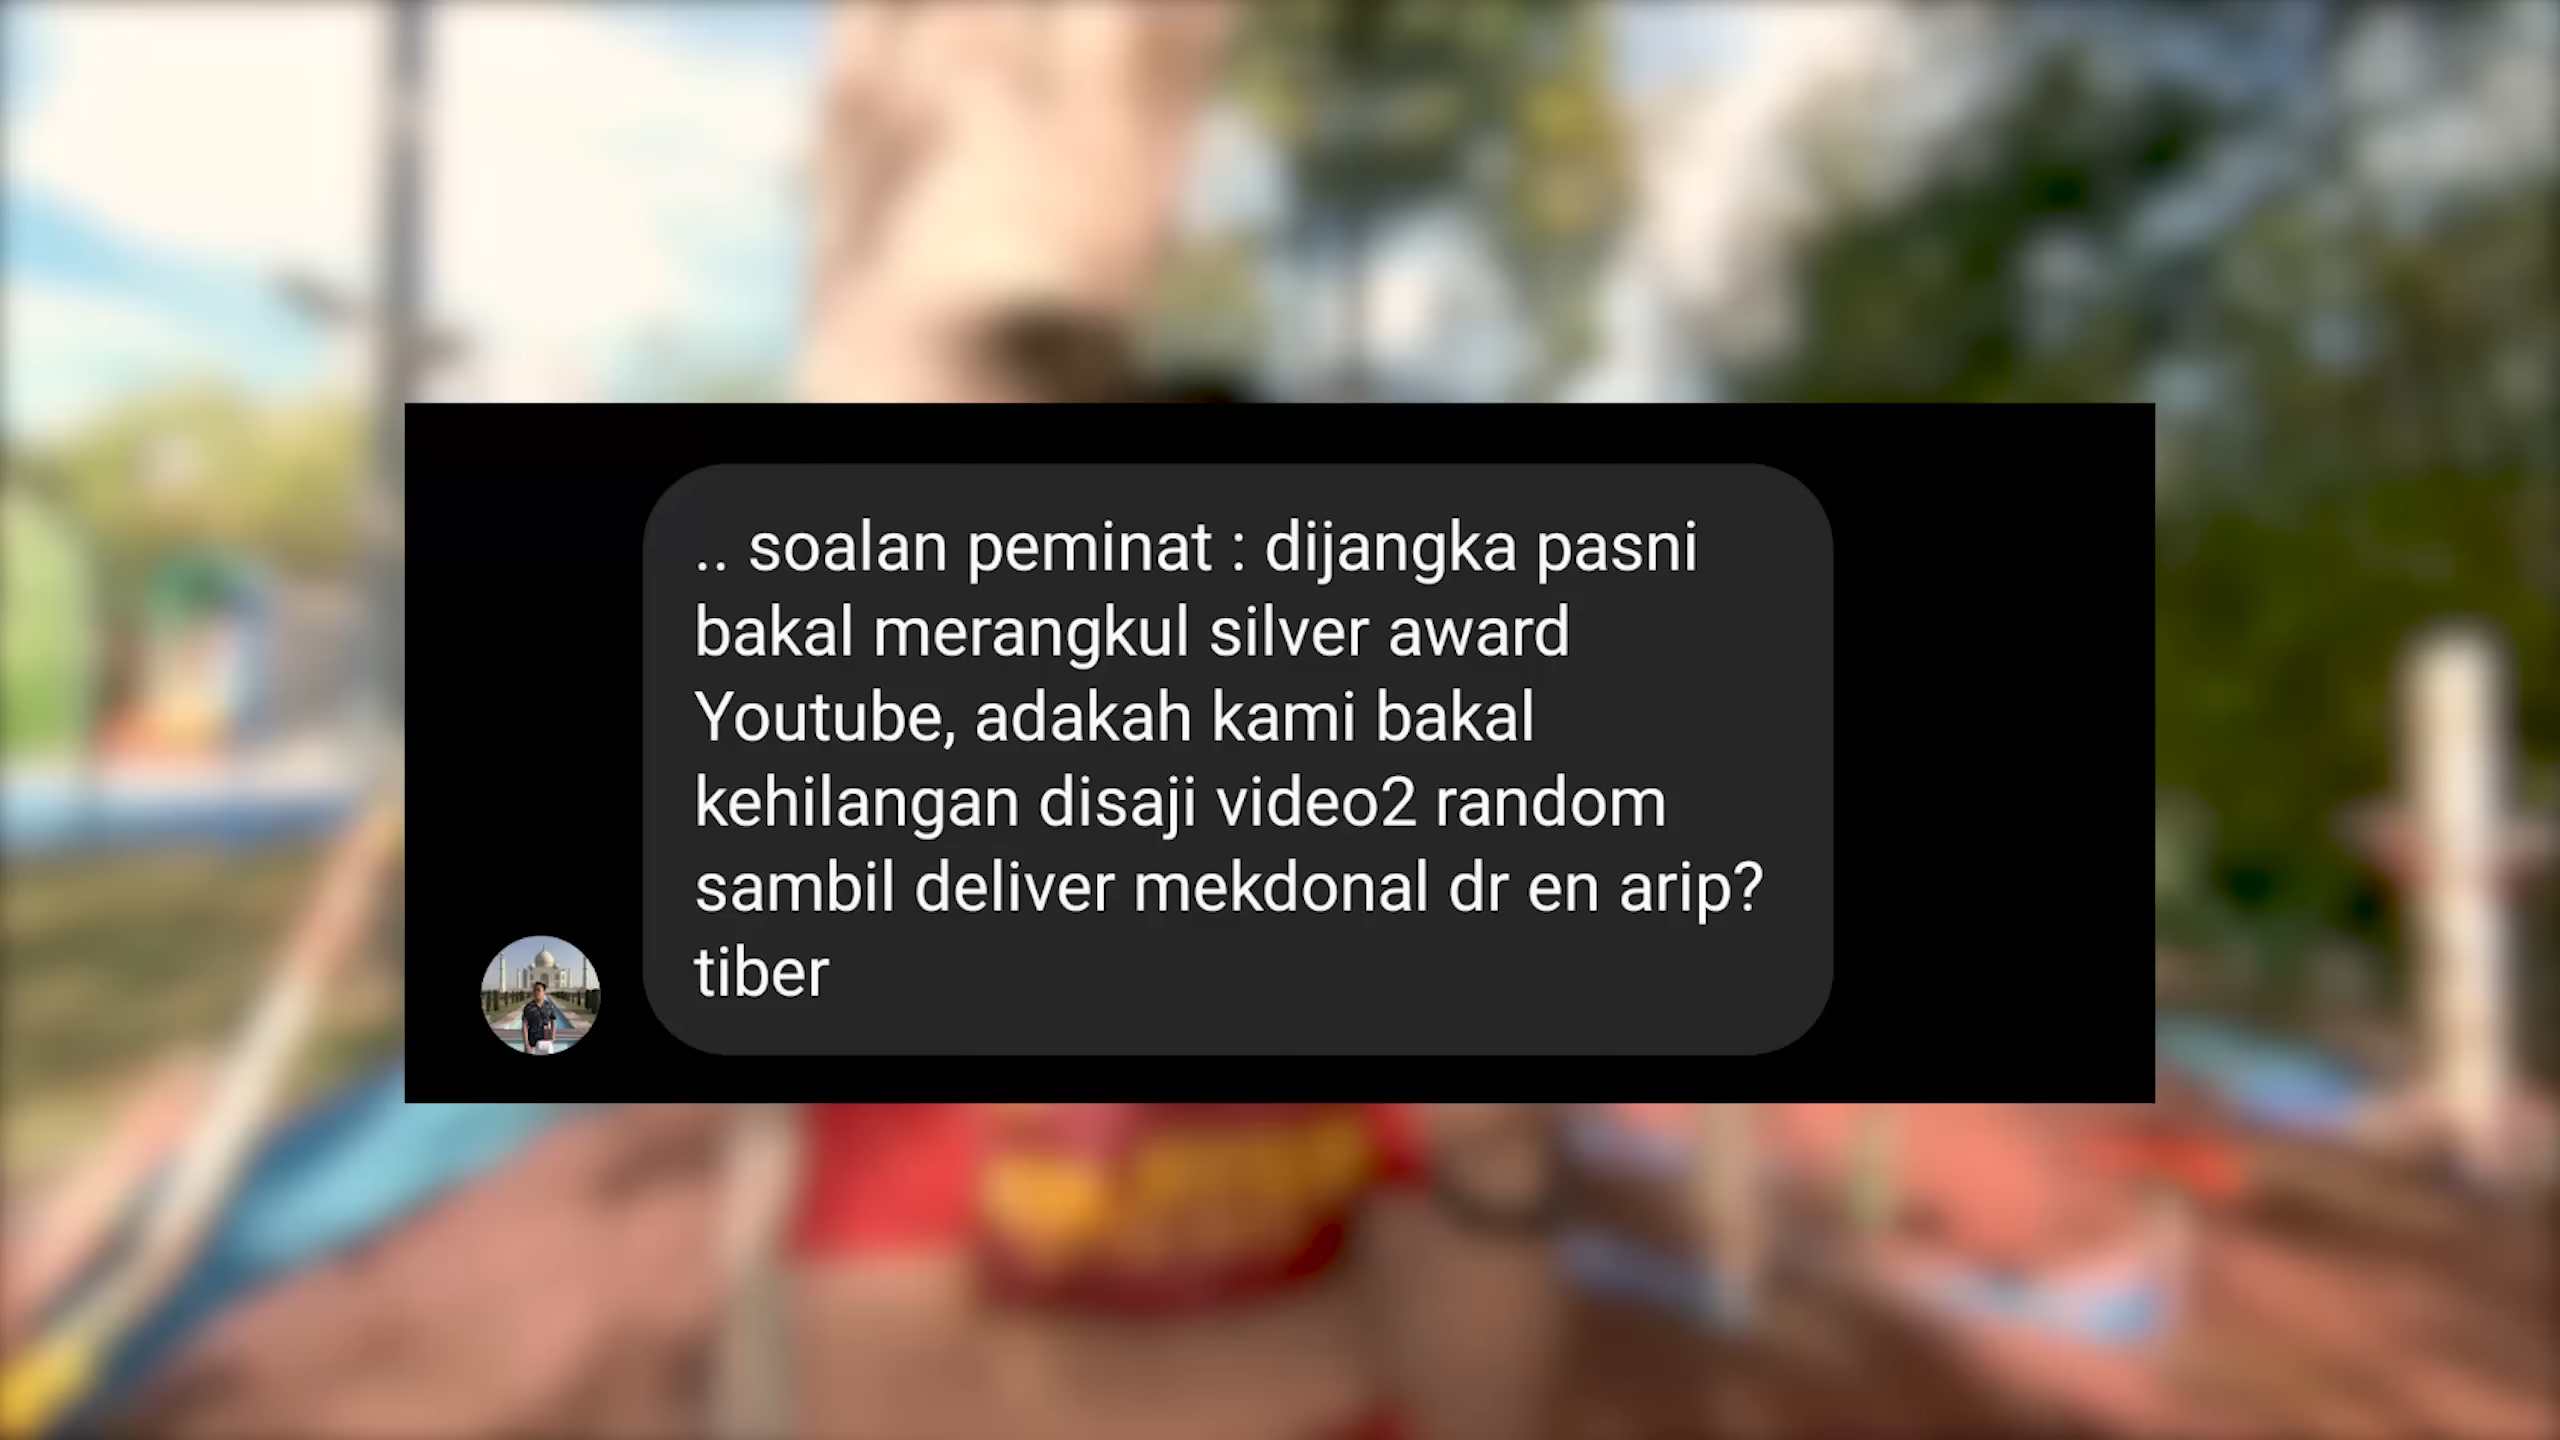 .. soalan peminat : dijangka pasni
bakal merangkul silver award
Youtube, adakah kami bakal
kehilangan disaji video2 random
sambil deliver mekdonal dr en arip?
tiber